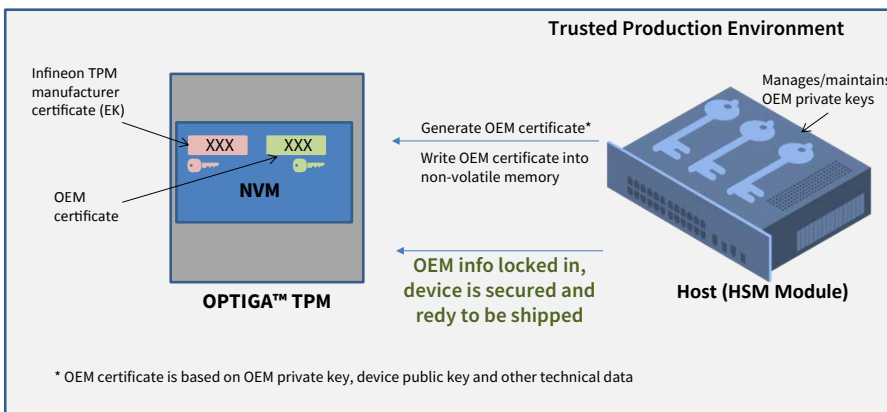 Trusted Production Environment
Infineon TPM
manufacturer
certificate (EK)
Manages/maintains
OEM private keys
XXX
XXX
NVM
OEM
certificate
Generate OEM certificate*
Write OEM certificate into
non-volatile memory
OEM info locked in,
device is secured and
redy to be shipped
OPTIGA™ TPM
Host (HSM Module)
* OEM certificate is based on OEM private key, device public key and other technical data